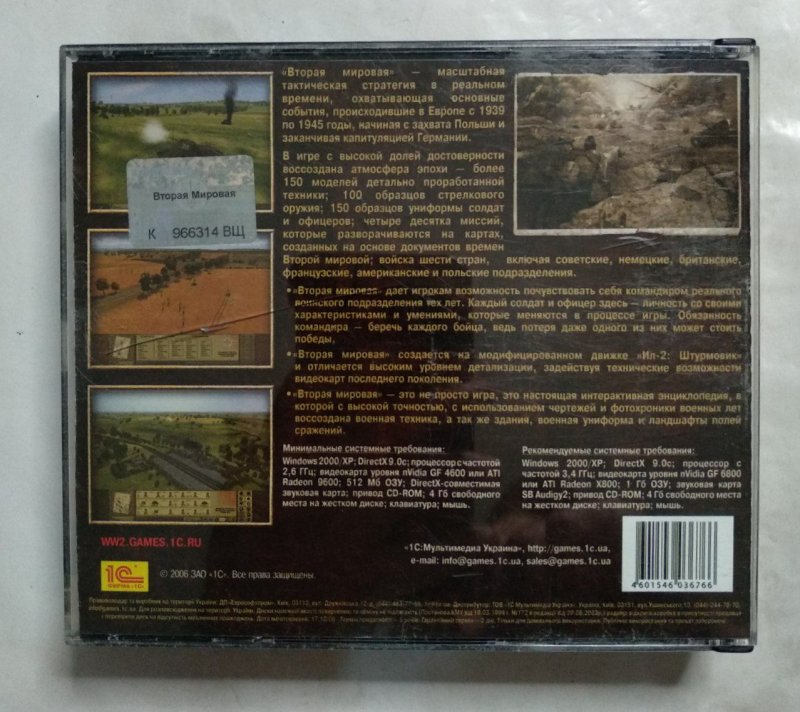 «Вторая мировая» — масштабная
тактическая стратегия в реальном
времени, охватывающая основные
события, происходившие в Европе с 1939
по 1945 годы, начиная с захвата Польши и
заканчивая капитуляцией Германии.
В игре с высокой долей достоверности
воссоздана атмосфера эпохи — более
150 моделей детально проработанной
техники; 100 образцов стрелкового
оружия; 150 образцов униформы солдат
и офицеров; четыре десятка миссий,
которые разворачиваются на картах,
созданных на основе документов времен
Второй мировой; войска шести стран, включая советские, немецкие, британские,
французские, американские и польские подразделения.
• «Вторая мировая» дает игрокам возможность почувствовать себя командиром реального
воинского подразделения тех лет. Каждый солдат и офицер здесь — личность со своими
характеристиками и умениями, которые меняются в процессе игры. Обязанность
командира — беречь каждого бойца, ведь потеря даже одного из них может стоить
победы.
• «Вторая мировая» создается на модифицированном движке «Ил-2: Штурмовик»
и отличается высоким уровнем детализации, задействуя технические возможности
видеокарт последнего поколения.
• «Вторая мировая» — это не просто игра, это настоящая интерактивная энциклопедия, в
которой с высокой точностью, с использованием чертежей и фотохроники военных лет
воссоздана военная техника, а так же здания, военная униформа и ландшафты полей
сражений.
Вторая Мировая
К 966314 ВЩ
Минимальные системные требования:
Windows 2000/XP; DirectX 9.0c; процессор с частотой
2,6 ГГц; видеокарта уровня nVidia GF 4600 или ATI
Radeon 9600; 512 Мб ОЗУ; DirectX-совместимая
звуковая карта; привод CD-ROM; 4 Гб свободного
места на жестком диске; клавиатура; мышь.
Рекомендуемые системные требования:
Windows 2000/XP; DirectX 9.0c; процессор с
частотой 3,4 ГГц; видеокарта уровня nVidia GF 6800
или ATI Radeon X800; 1 Гб ОЗУ; звуковая карта
SB Audigy2; привод CD-ROM; 4 Гб свободного места
на жестком диске; клавиатура; мышь.
WW2.GAMES.1C.RU
«1С:Мультимедиа Украина», http://games.1c.ua,
e-mail: info@games.1c.ua, sales@games.1c.ua
1С
ФИРМА «1С»
© 2006 ЗАО «1С». Все права защищены.
4601546036766